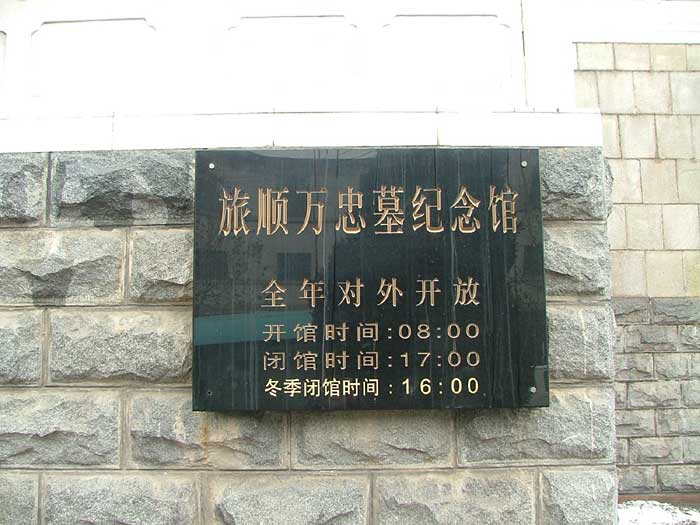 旅顺万忠墓纪念馆
全年对外开放
开馆时间:08:00
闭馆时间:17:00
冬季闭馆时间:16:00